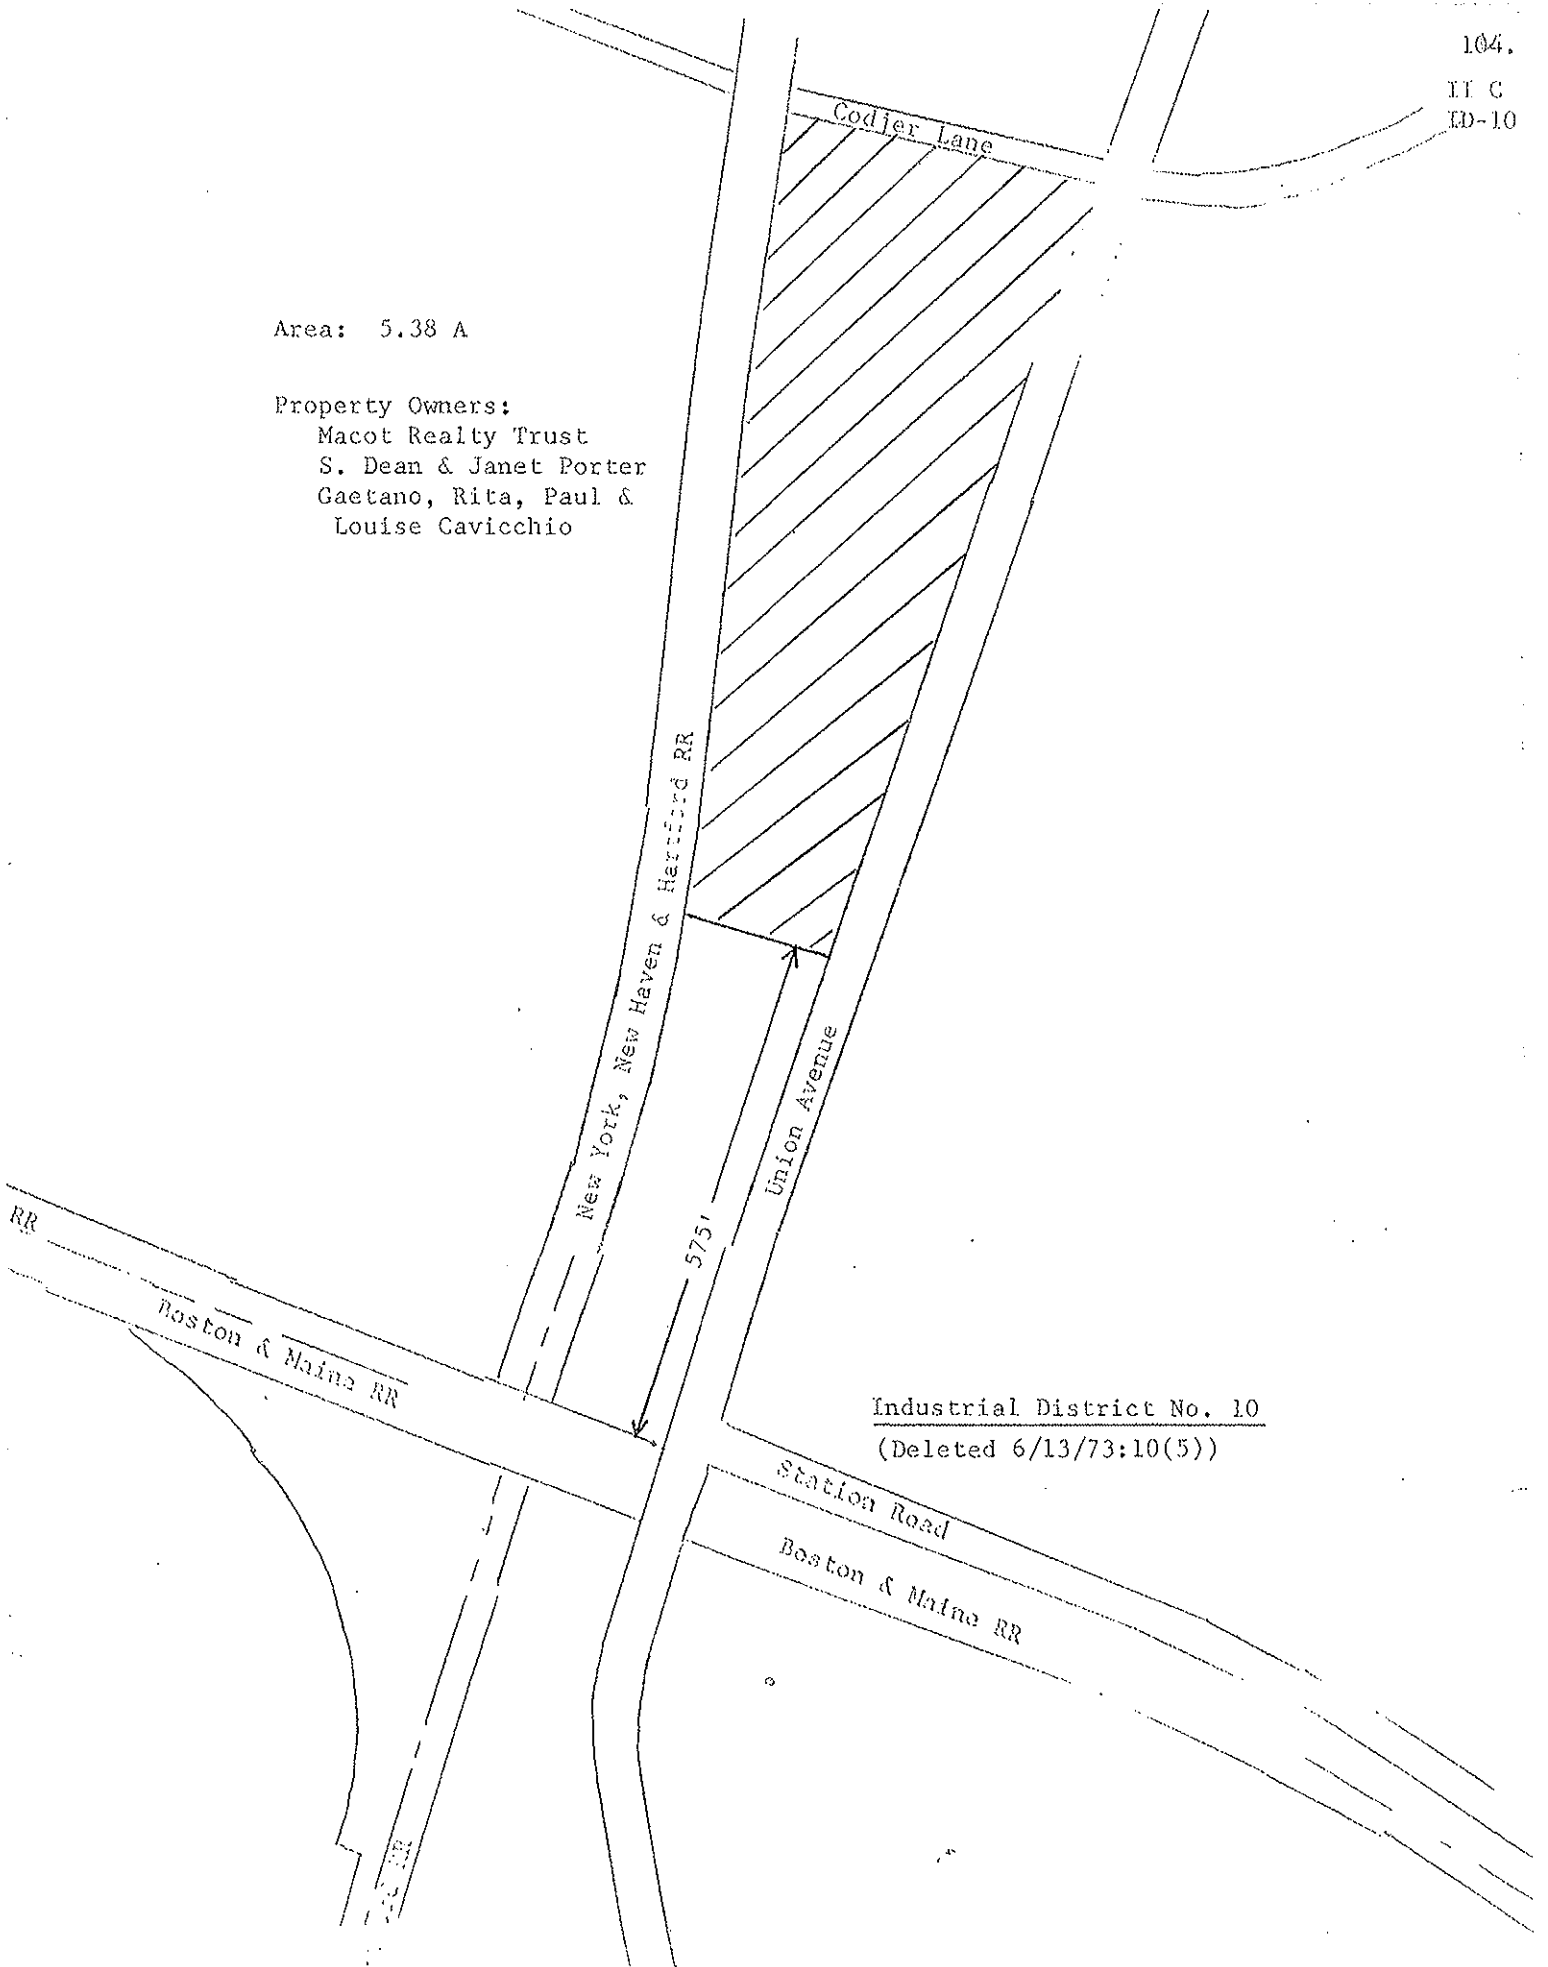 104.
II C
ID-10
Codjer Lane
Area: 5.38 A
Property Owners:
Macot Realty Trust
S. Dean & Janet Porter
Gaetano, Rita, Paul &
Louise Cavicchio
New York, New Haven & Hartford RR
Union Avenue
575'
RR
Boston & Maine RR
Industrial District No. 10
(Deleted 6/13/73:10(5))
Station Road
Boston & Maine RR
RR